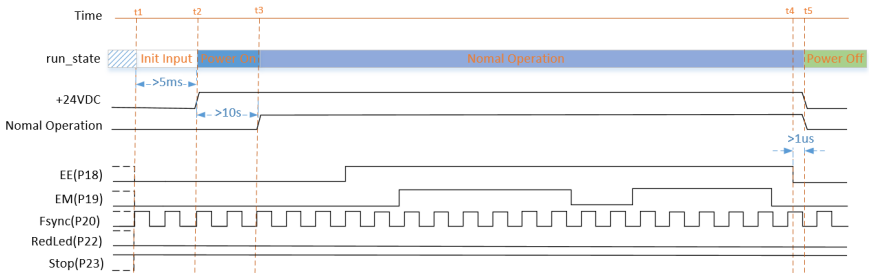 Time t1 t2 t3 t4 t5
run_state Init Input Power On Nomal Operation Power Off
>5ms
+24VDC
>10s
Nomal Operation
>1us
EE(P18)
EM(P19)
Fsync(P20)
RedLed(P22)
Stop(P23)